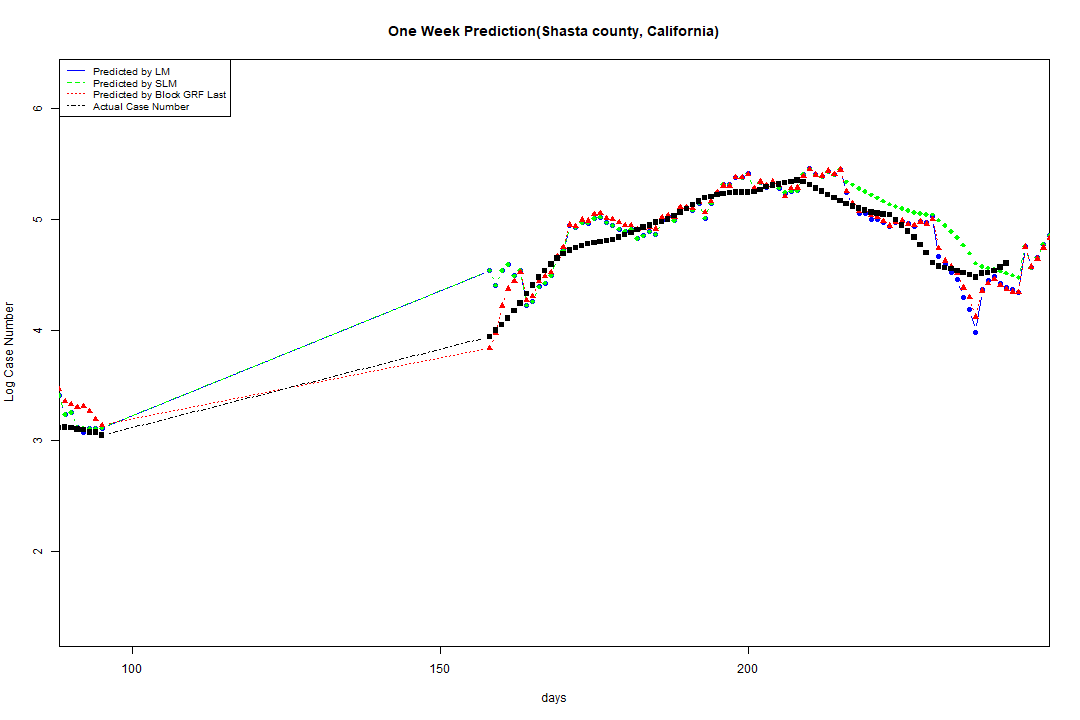 One Week Prediction(Shasta county, California)
Predicted by LM
Predicted by SLM
Predicted by Block GRF Last
Actual Case Number
6
5
4
3
2
Log Case Number
100
150
200
days